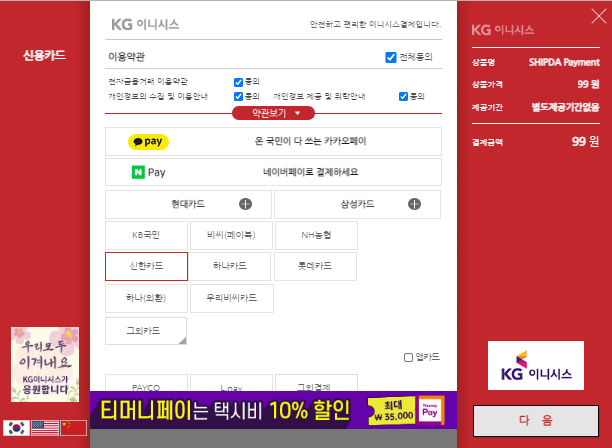 신용카드
KG 이니시스
안전하고 편리한 이니시스결제입니다.
이용약관
전체동의
전자금융거래 이용약관 동의
개인정보의 수집 및 이용안내 동의 개인정보 제공 및 위탁안내 동의
약관보기
pay 온 국민이 다 쓰는 카카오페이
N Pay 네이버페이로 결제하세요
현대카드 삼성카드
KB국민 비씨(페이북) NH농협
신한카드 하나카드 롯데카드
하나(외환) 우리비씨카드
그외카드
앱카드
PAYCO L.pay 그외결제
티머니페이는 택시비 10% 할인
최대
₩35,000
Tmoney
Pay
우리모두
이겨내요
KG이니시스가
응원합니다
KG 이니시스
상품명 SHIPDA Payment
상품가격 99 원
제공기간 별도제공기간없음
결제금액 99 원
KG 이니시스
다 음